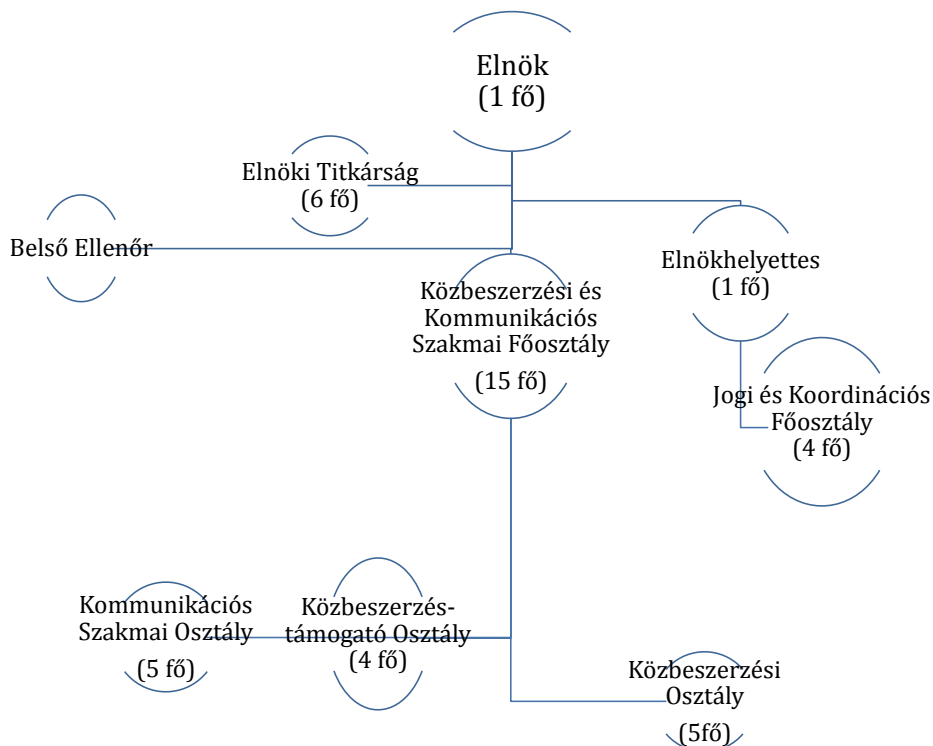 Elnök
(1 fő)
Elnöki Titkárság
(6 fő)
Belső Ellenőr
Elnökhelyettes
(1 fő)
Közbeszerzési és
Kommunikációs
Szakmai Főosztály
(15 fő)
Jogi és Koordinációs
Főosztály
(4 fő)
Kommunikációs
Szakmai Osztály
(5 fő)
Közbeszerzés-
támogató Osztály
(4 fő)
Közbeszerzési
Osztály
(5fő)